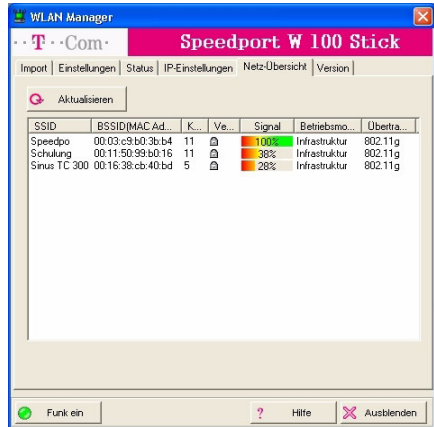 WLAN Manager
· · T · · Com · Speedport W 100 Stick
Import Einstellungen Status IP-Einstellungen Netz-Übersicht Version
Aktualisieren
SSID BSSID(MAC Ad... K... Ve... Signal Betriebsmo... Übertra...
Speedpo 00:03:c9:b0:3b:b4 11 100% Infrastruktur 802.11g
Schulung 00:11:50:99:b0:16 11 38% Infrastruktur 802.11g
Sinus TC 300 00:16:38:cb:40:bd 5 28% Infrastruktur 802.11g
Funk ein ? Hilfe Ausblenden